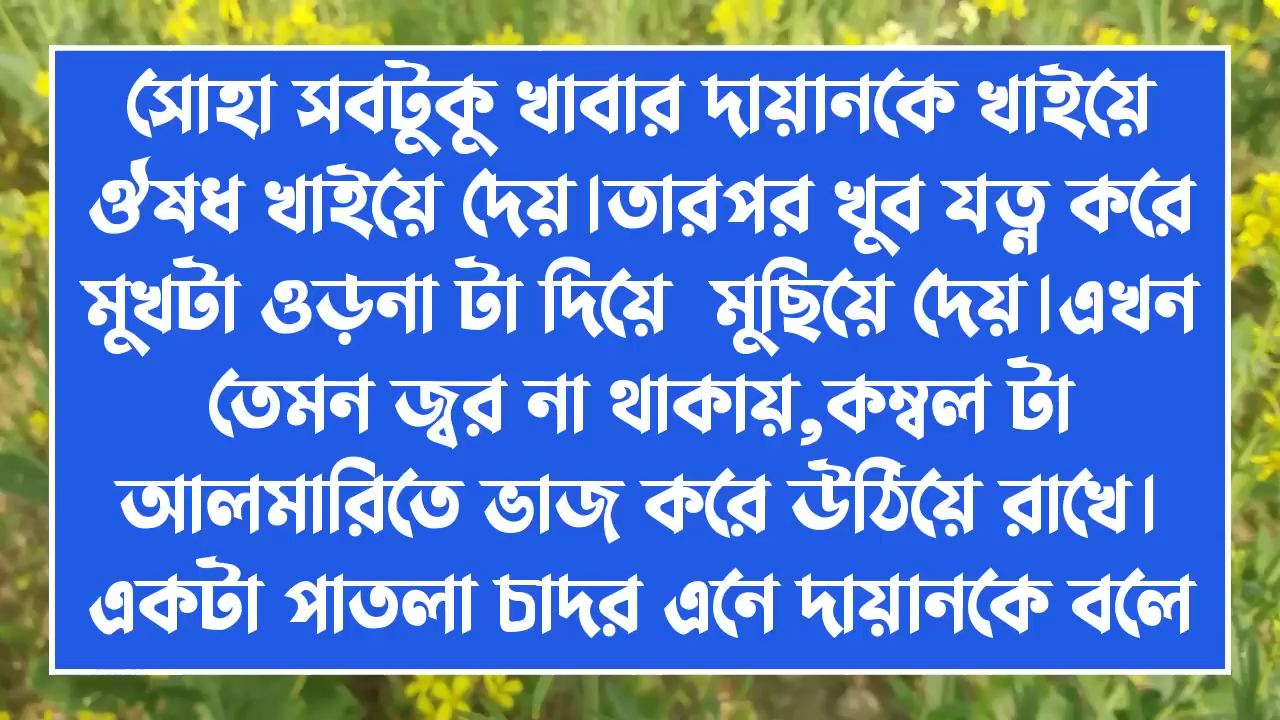 সোহা সবটুকু খাবার দায়ানকে খাইয়ে
ঔষধ খাইয়ে দেয়।তারপর খুব যত্ন করে
মুখটা ওড়না টা দিয়ে  মুছিয়ে দেয়।এখন
তেমন জ্বর না থাকায়,কম্বল টা
আলমারিতে ভাজ করে উঠিয়ে রাখে।
একটা পাতলা চাদর এনে দায়ানকে বলে